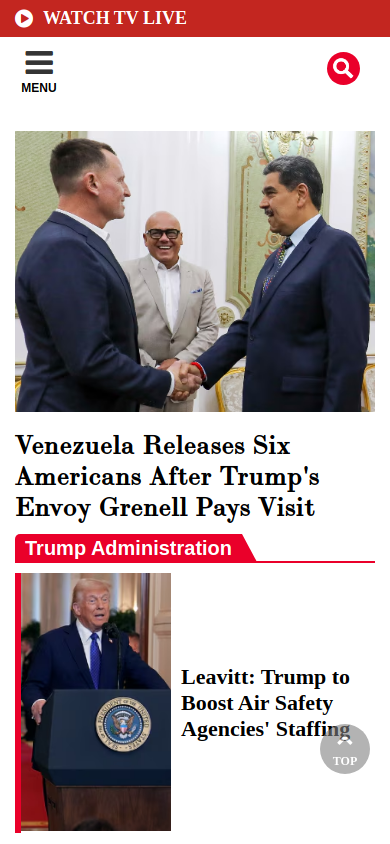 WATCH TV LIVE
MENU
Venezuela Releases Six
Americans After Trump's
Envoy Grenell Pays Visit
Trump Administration
Leavitt: Trump to
Boost Air Safety
Agencies' Staffing
TOP